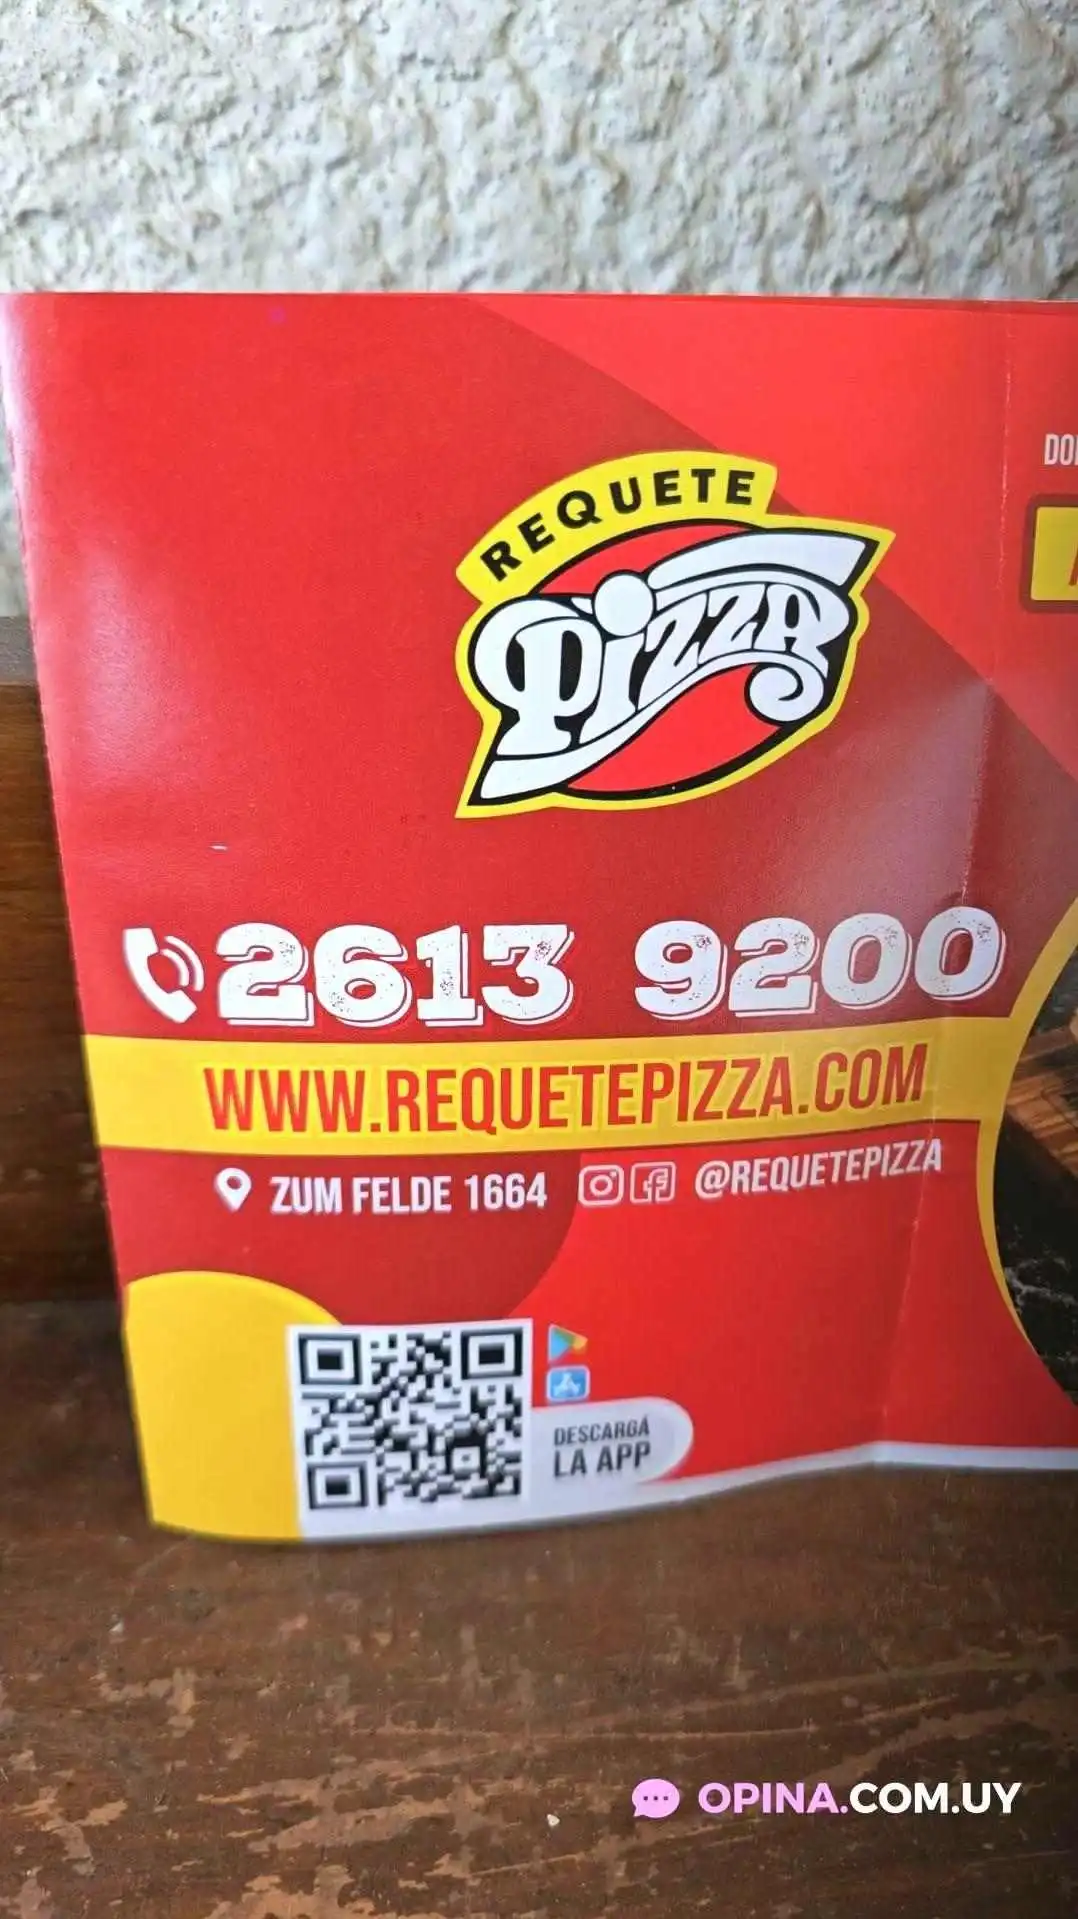 REQUETE
Pizza
2613 9200
WWW.REQUETEPIZZA.COM
ZUM FELDE 1664 @REQUETEPIZZA
DESCARGÁ
LA APP
OPINA.COM.UY